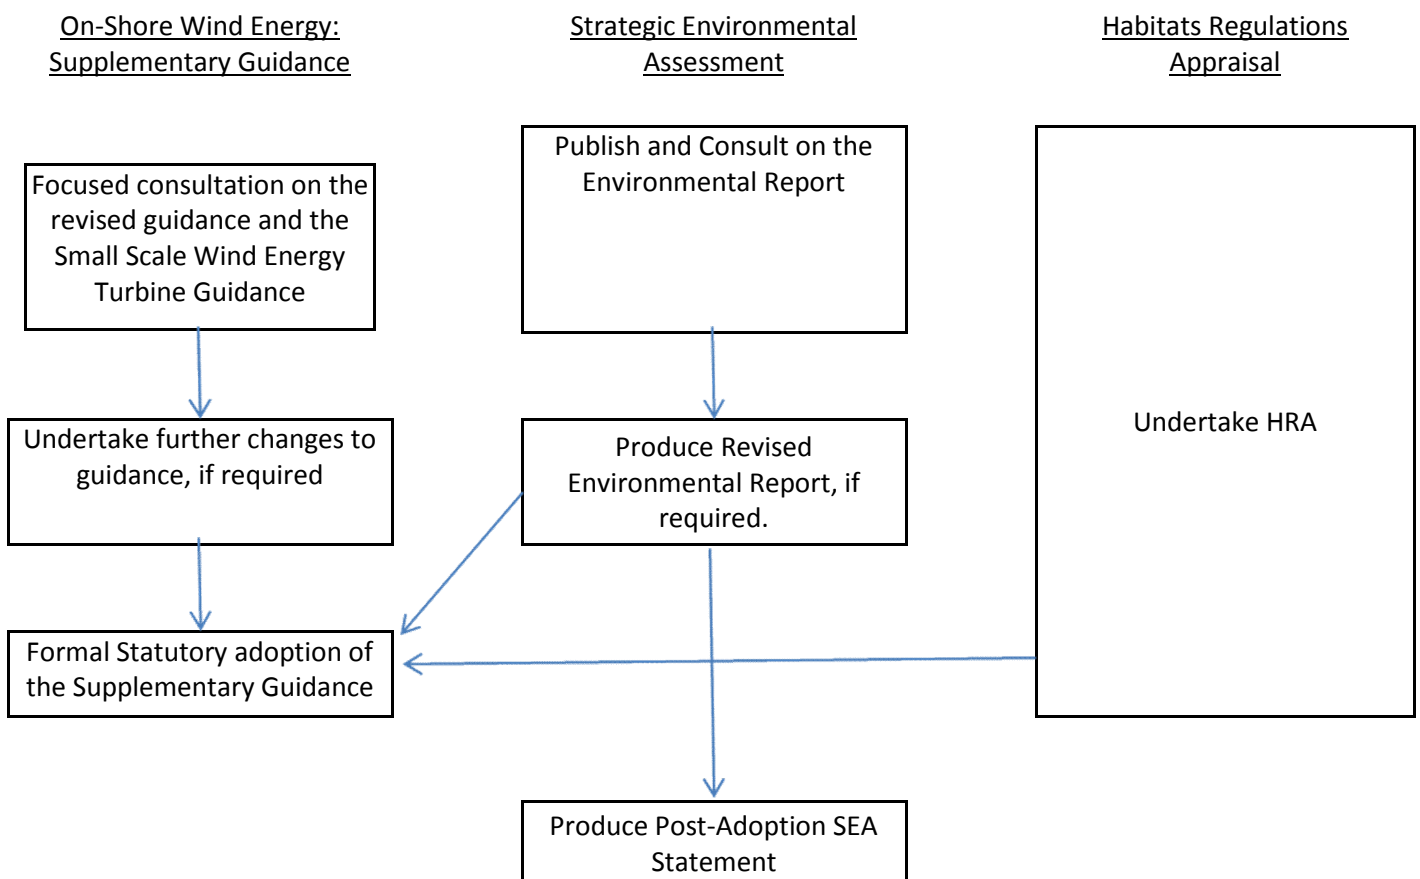 On-Shore Wind Energy:
Supplementary Guidance
Strategic Environmental
Assessment
Habitats Regulations
Appraisal
Focused consultation on the
revised guidance and the
Small Scale Wind Energy
Turbine Guidance
Publish and Consult on the
Environmental Report
Undertake HRA
Undertake further changes to
guidance, if required
Produce Revised
Environmental Report, if
required.
Formal Statutory adoption of
the Supplementary Guidance
Produce Post-Adoption SEA
Statement